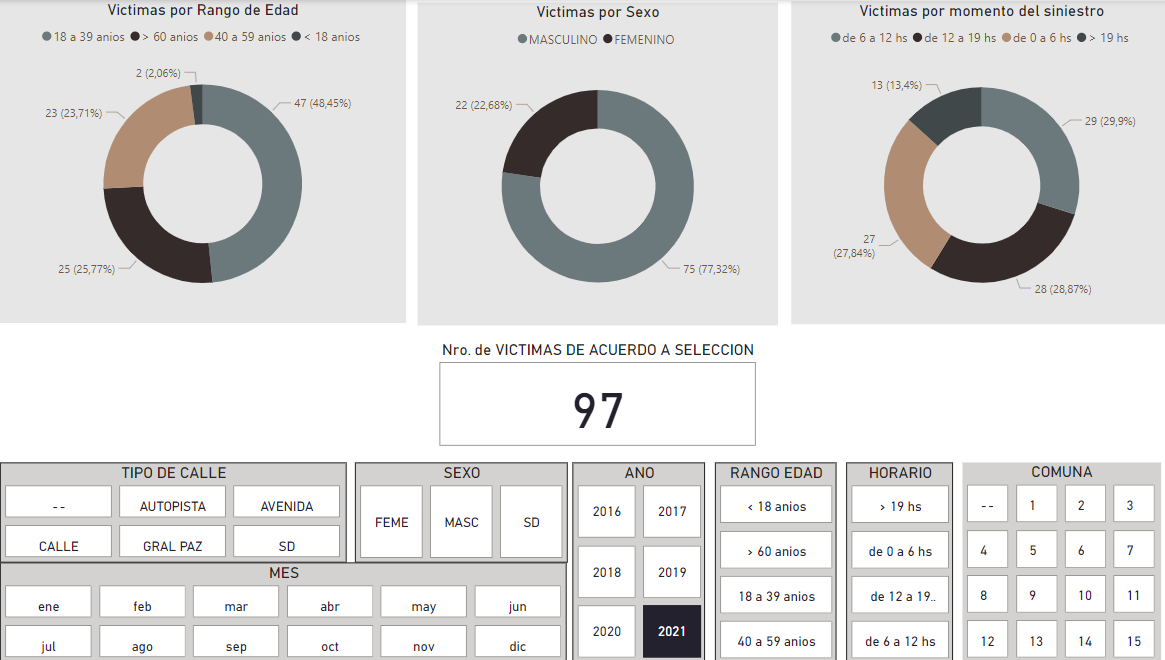 Victimas por Rango de Edad
18 a 39 anios > 60 anios 40 a 59 anios < 18 anios
2 (2,06%)
23 (23,71%)
47 (48,45%)
25 (25,77%)
Victimas por Sexo
MASCULINO FEMENINO
22 (22,68%)
75 (77,32%)
Victimas por momento del siniestro
de 6 a 12 hs de 12 a 19 hs de 0 a 6 hs > 19 hs
13 (13,4%)
29 (29,9%)
27
(27,84%)
28 (28,87%)
Nro. de VICTIMAS DE ACUERDO A SELECCION
97
TIPO DE CALLE
-- AUTOPISTA AVENIDA
CALLE GRAL PAZ SD
SEXO
FEME MASC SD
MES
ene feb mar abr may jun
jul ago sep oct nov dic
ANO
2016 2017
2018 2019
2020 2021
RANGO EDAD
< 18 anios
> 60 anios
18 a 39 anios
40 a 59 anios
HORARIO
> 19 hs
de 0 a 6 hs
de 12 a 19..
de 6 a 12 hs
COMUNA
-- 1 2 3
4 5 6 7
8 9 10 11
12 13 14 15